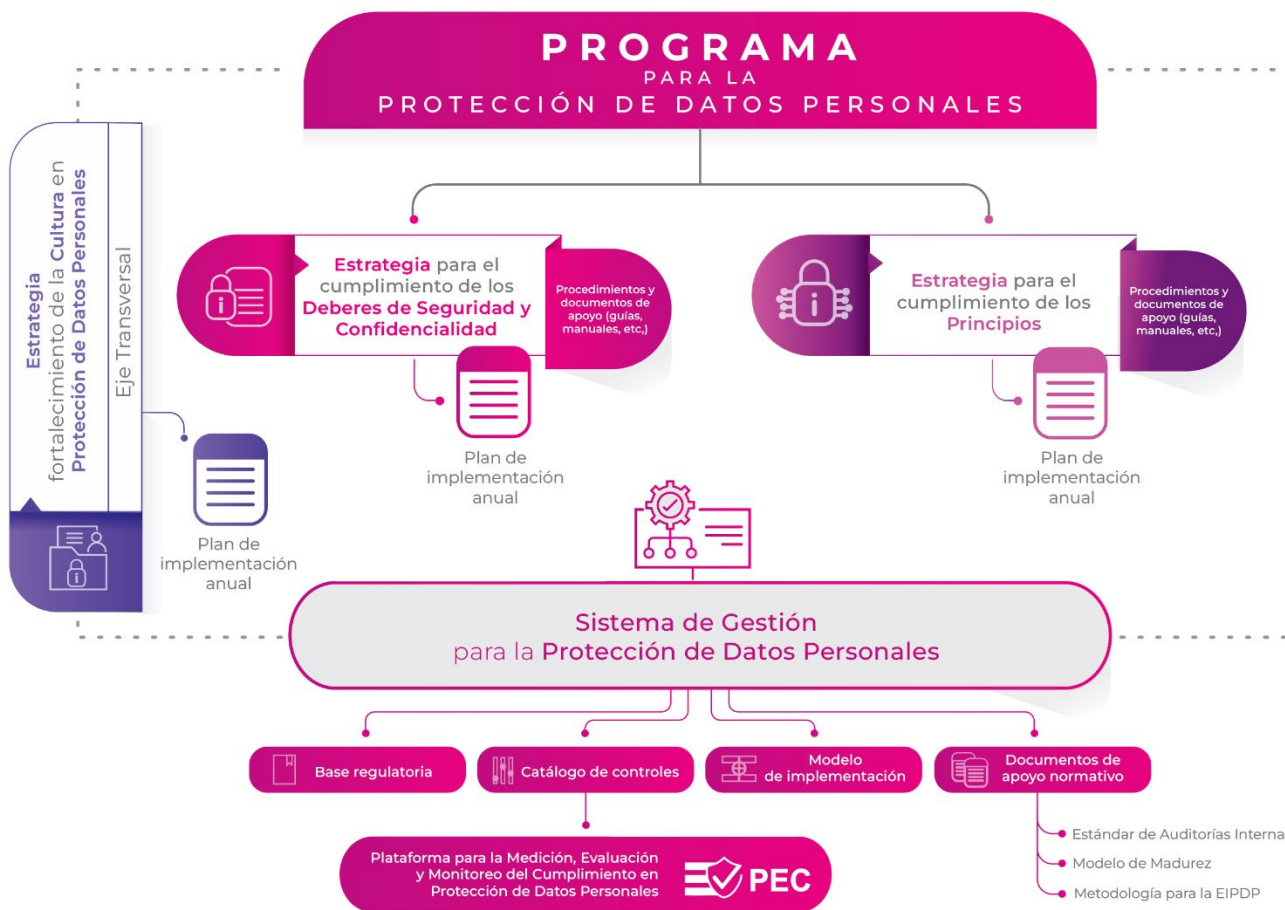 PROGRAMA
PARA LA
PROTECCIÓN DE DATOS PERSONALES
Estrategia
fortalecimiento de la Cultura en
Protección de Datos Personales
Eje Transversal
Plan de
implementación
anual
Estrategia para el
cumplimiento de los
Deberes de Seguridad y
Confidencialidad
Procedimientos y
documentos de
apoyo (guías,
manuales, etc,)
Plan de
implementación
anual
Estrategia para el
cumplimiento de los
Principios
Procedimientos y
documentos de
apoyo (guías,
manuales, etc,)
Plan de
implementación
anual
Sistema de Gestión
para la Protección de Datos Personales
Base regulatoria
Catálogo de controles
Modelo
de implementación
Documentos de
apoyo normativo
Plataforma para la Medición, Evaluación
y Monitoreo del Cumplimiento en
Protección de Datos Personales
PEC
Estándar de Auditorías Interna
Modelo de Madurez
Metodología para la EIPDP